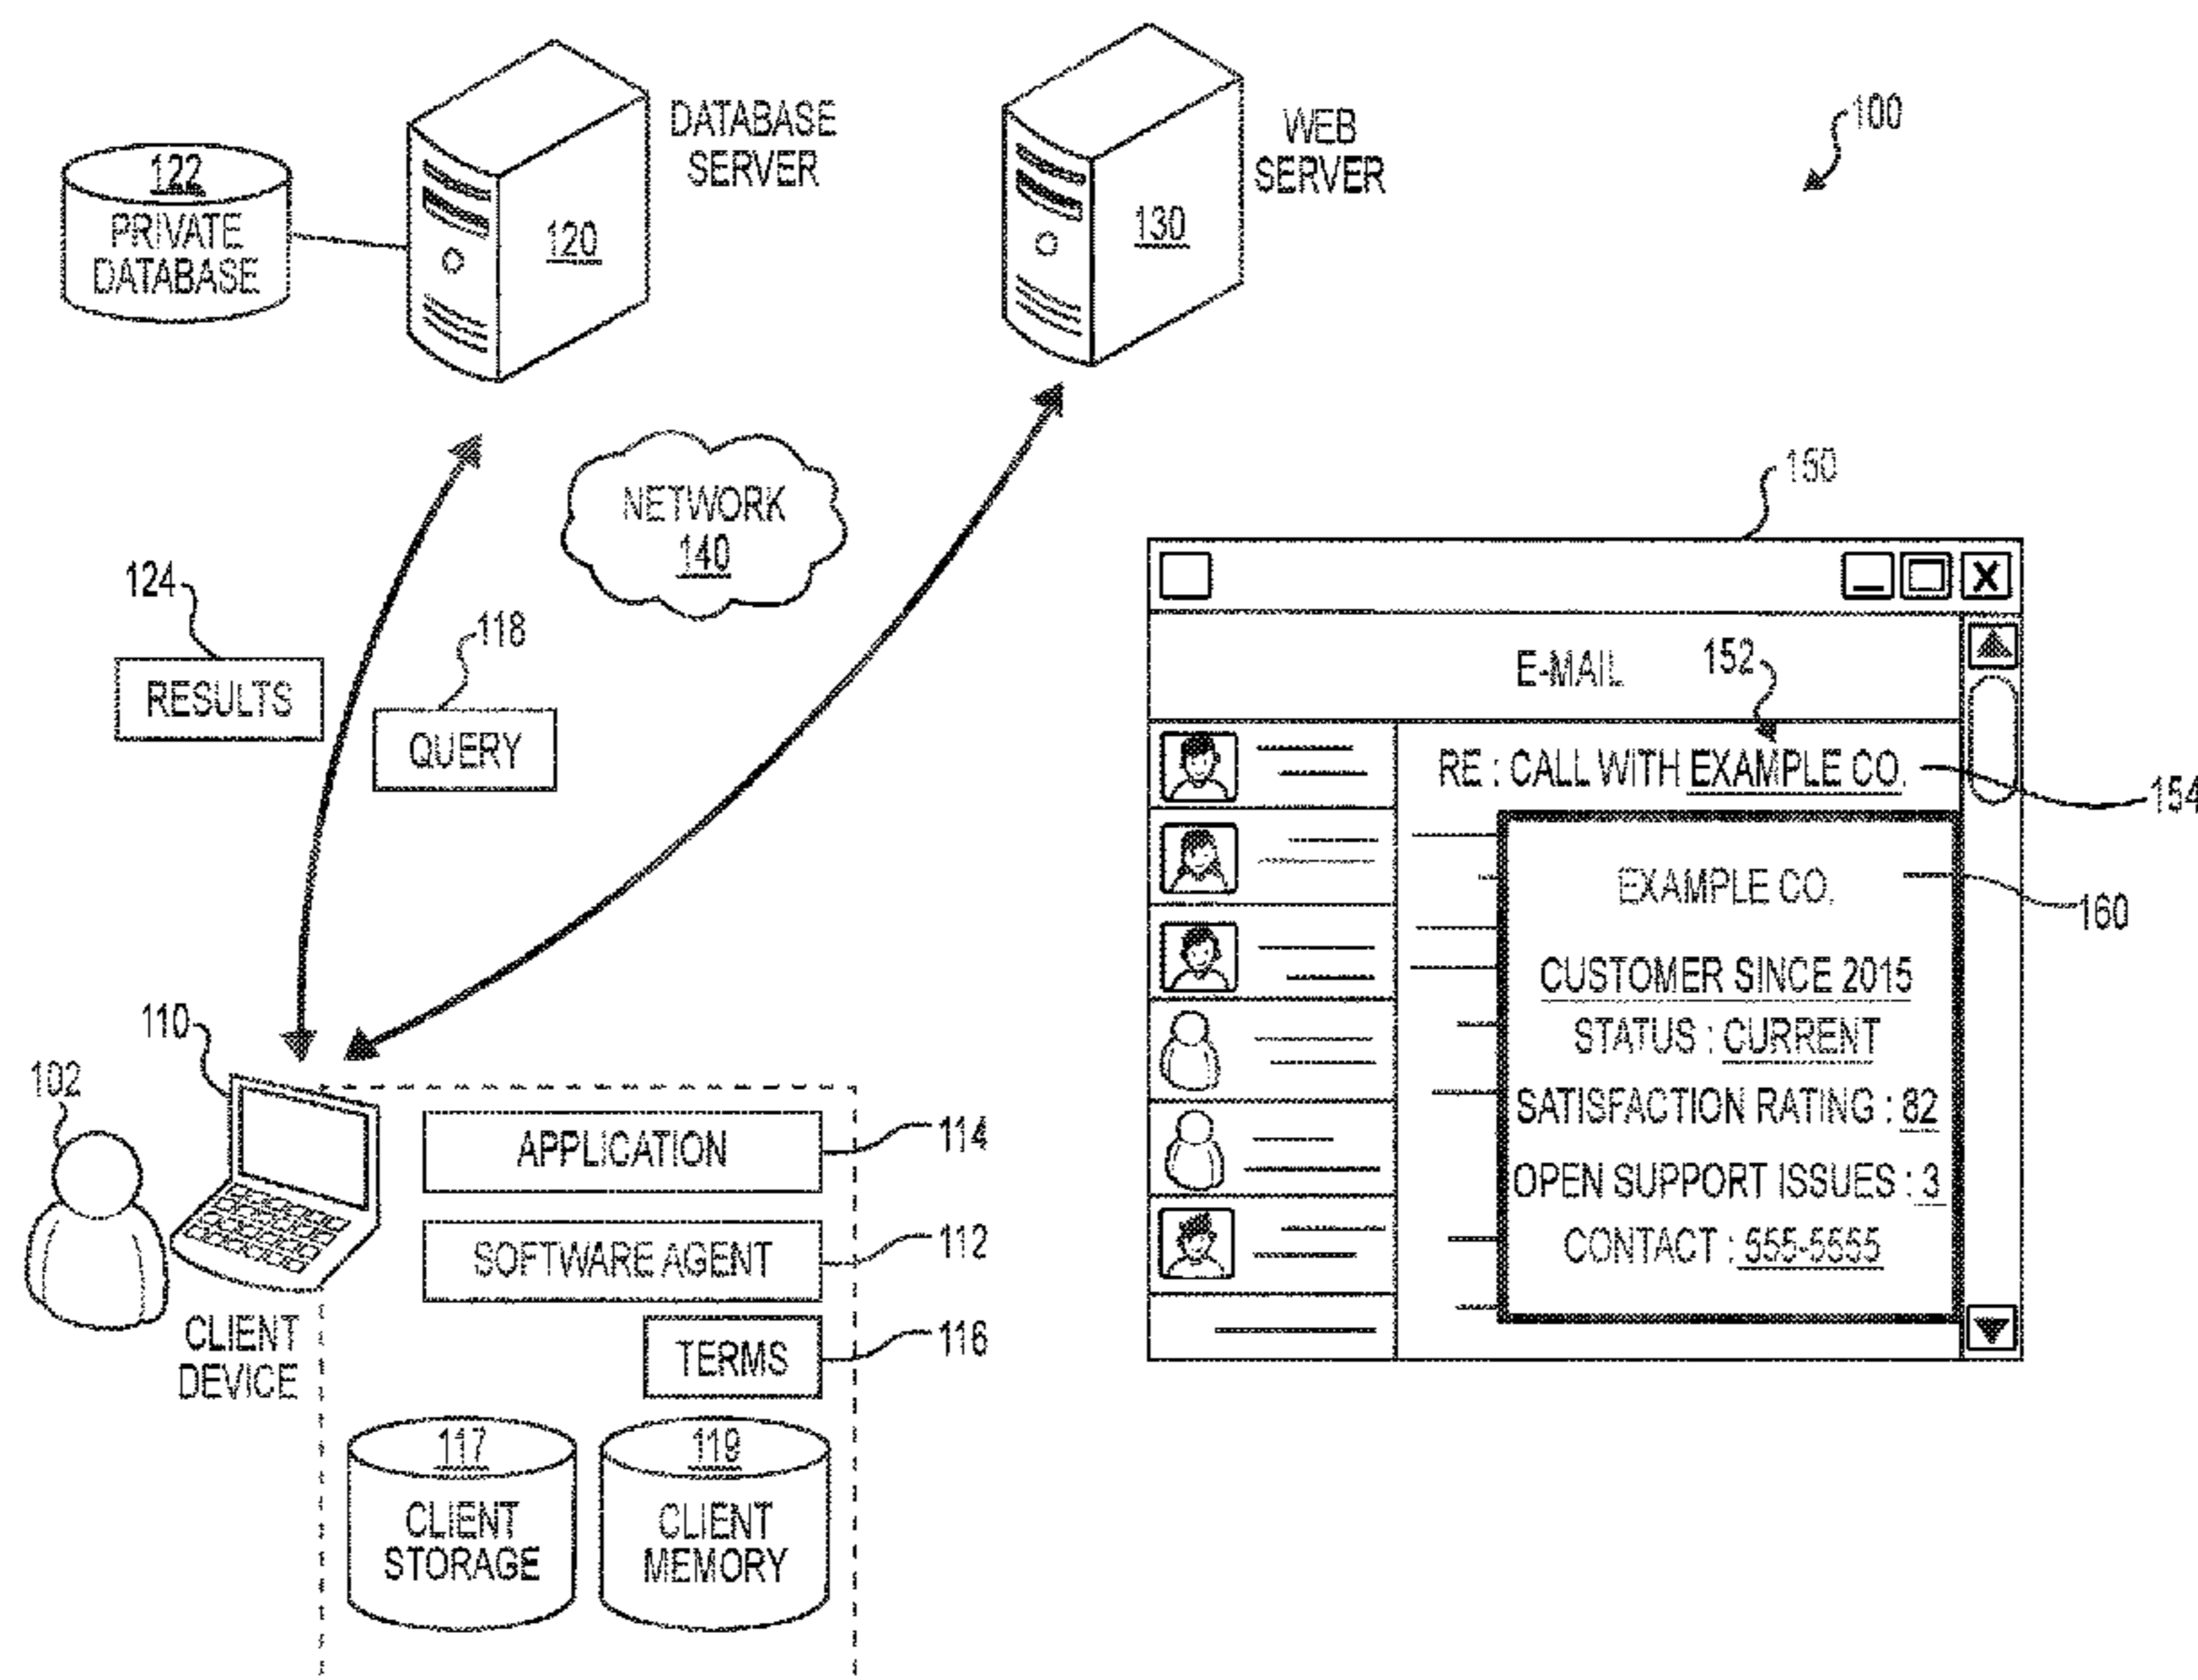 122
PRIVATE
DATABASE
120
DATABASE
SERVER
130
WEB
SERVER
100
NETWORK
140
124
RESULTS
118
QUERY
150
E-MAIL
152
RE : CALL WITH EXAMPLE CO.
154
EXAMPLE CO.
160
CUSTOMER SINCE 2015
STATUS : CURRENT
SATISFACTION RATING : 82
OPEN SUPPORT ISSUES : 3
CONTACT : 555-5555
X
110
102
CLIENT
DEVICE
APPLICATION
114
SOFTWARE AGENT
112
TERMS
116
117
CLIENT
STORAGE
119
CLIENT
MEMORY